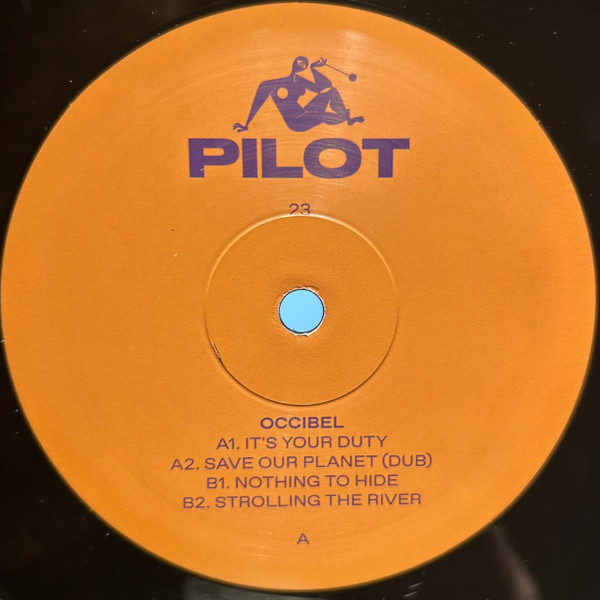 PILOT
23
OCCIBEL
A1. IT'S YOUR DUTY
A2. SAVE OUR PLANET (DUB)
B1. NOTHING TO HIDE
B2. STROLLING THE RIVER
A